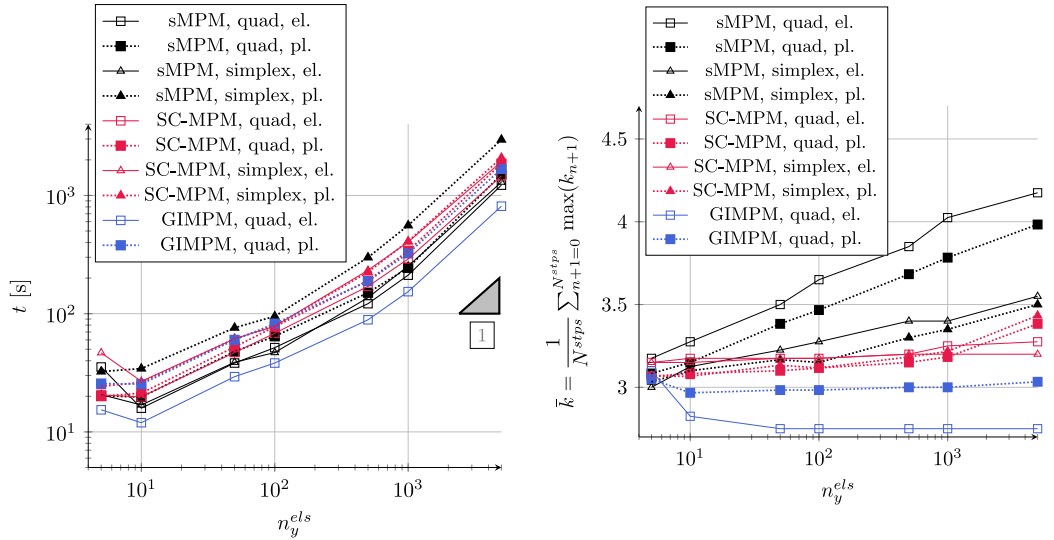 sMPM, quad, el.
sMPM, quad, pl.
sMPM, simplex, el.
sMPM, simplex, pl.
SC-MPM, quad, el.
SC-MPM, quad, pl.
SC-MPM, simplex, el.
SC-MPM, simplex, pl.
GIMPM, quad, el.
GIMPM, quad, pl.
t [s]
10^3
10^2
10^1
1
10^1
10^2
10^3
n_y^{els}
sMPM, quad, el.
sMPM, quad, pl.
sMPM, simplex, el.
sMPM, simplex, pl.
SC-MPM, quad, el.
SC-MPM, quad, pl.
SC-MPM, simplex, el.
SC-MPM, simplex, pl.
GIMPM, quad, el.
GIMPM, quad, pl.
\overline{k} = \frac{1}{N^{stps}} \sum_{n+1=0}^{N^{stps}} \max(k_{n+1})
4.5
4
3.5
3
10^1
10^2
10^3
n_y^{els}